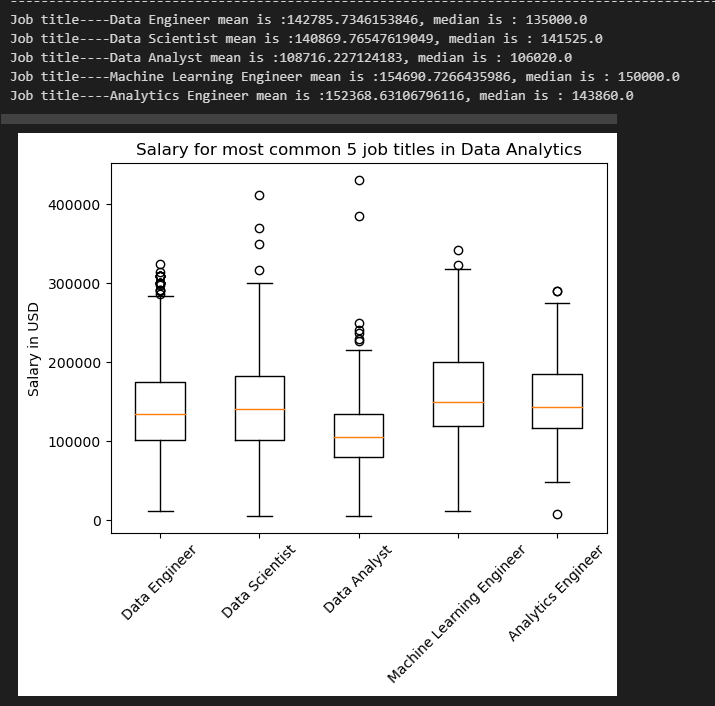 Job title----Data Engineer mean is :142785.7346153846, median is : 135000.0
Job title----Data Scientist mean is :140869.76547619049, median is : 141525.0
Job title----Data Analyst mean is :108716.227124183, median is : 106020.0
Job title----Machine Learning Engineer mean is :154690.7266435986, median is : 150000.0
Job title----Analytics Engineer mean is :152368.63106796116, median is : 143860.0
Salary for most common 5 job titles in Data Analytics
400000
300000
200000
100000
0
Salary in USD
Data Engineer
Data Scientist
Data Analyst
Machine Learning Engineer
Analytics Engineer